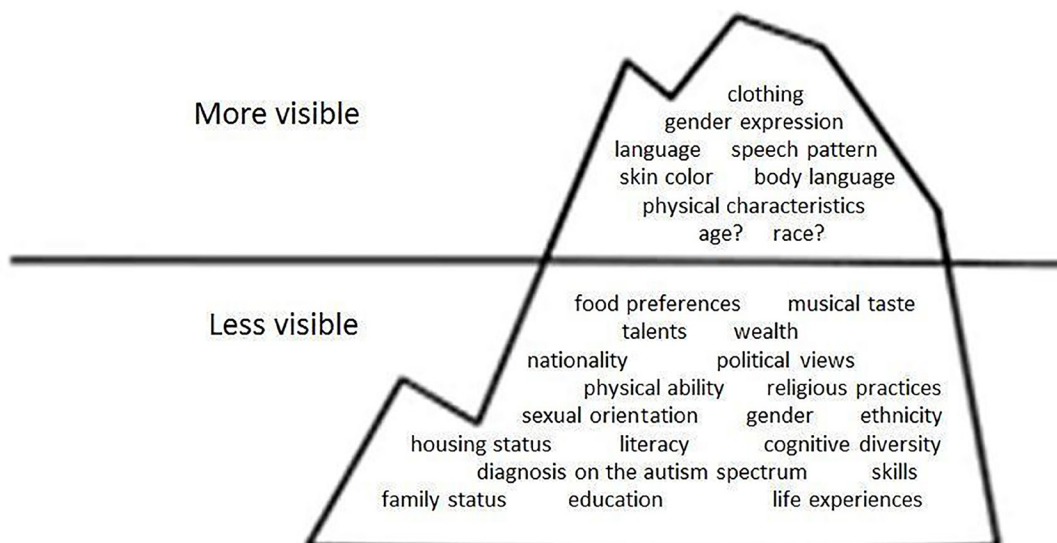 More visible
clothing
gender expression
language speech pattern
skin color body language
physical characteristics
age? race?
Less visible
food preferences musical taste
talents wealth
nationality political views
physical ability religious practices
sexual orientation gender ethnicity
housing status literacy cognitive diversity
diagnosis on the autism spectrum skills
family status education life experiences